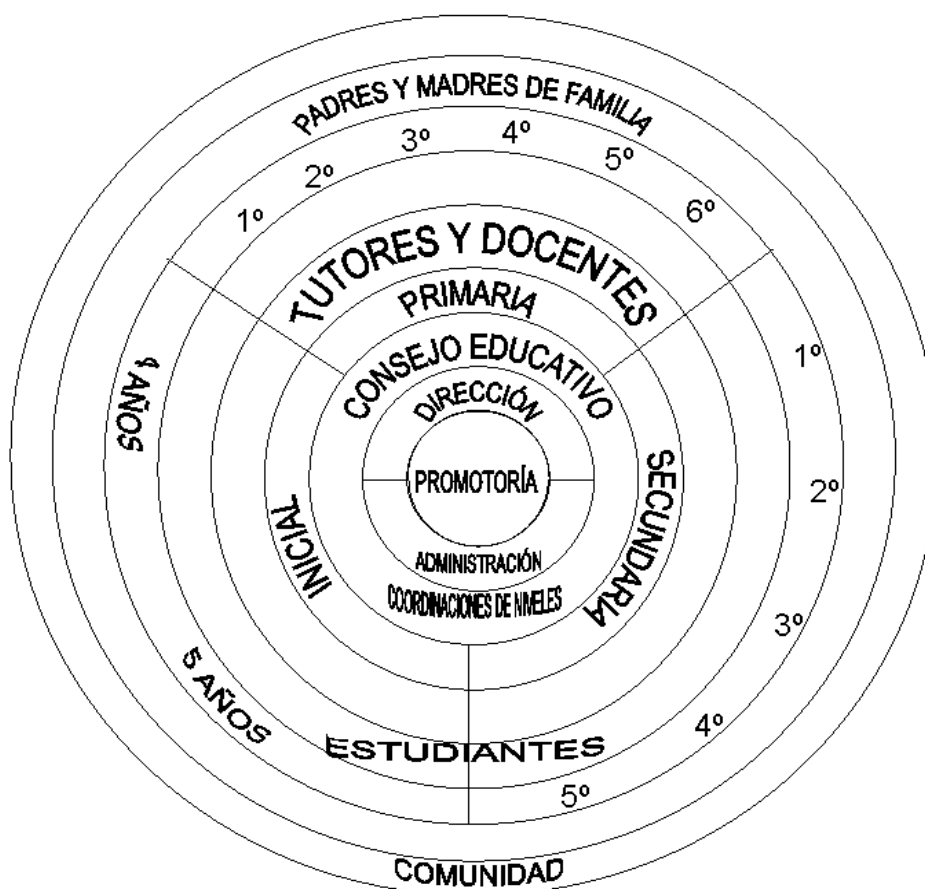 PADRES Y MADRES DE FAMILIA
1º
2º
3º
4º
5º
6º
TUTORES Y DOCENTES
PRIMARIA
CONSEJO EDUCATIVO
DIRECCIÓN
PROMOTORÍA
ADMINISTRACIÓN
COORDINACIONES DE NIVELES
INICIAL
SECUNDARIA
4 AÑOS
5 AÑOS
1º
2º
3º
4º
5º
ESTUDIANTES
COMUNIDAD